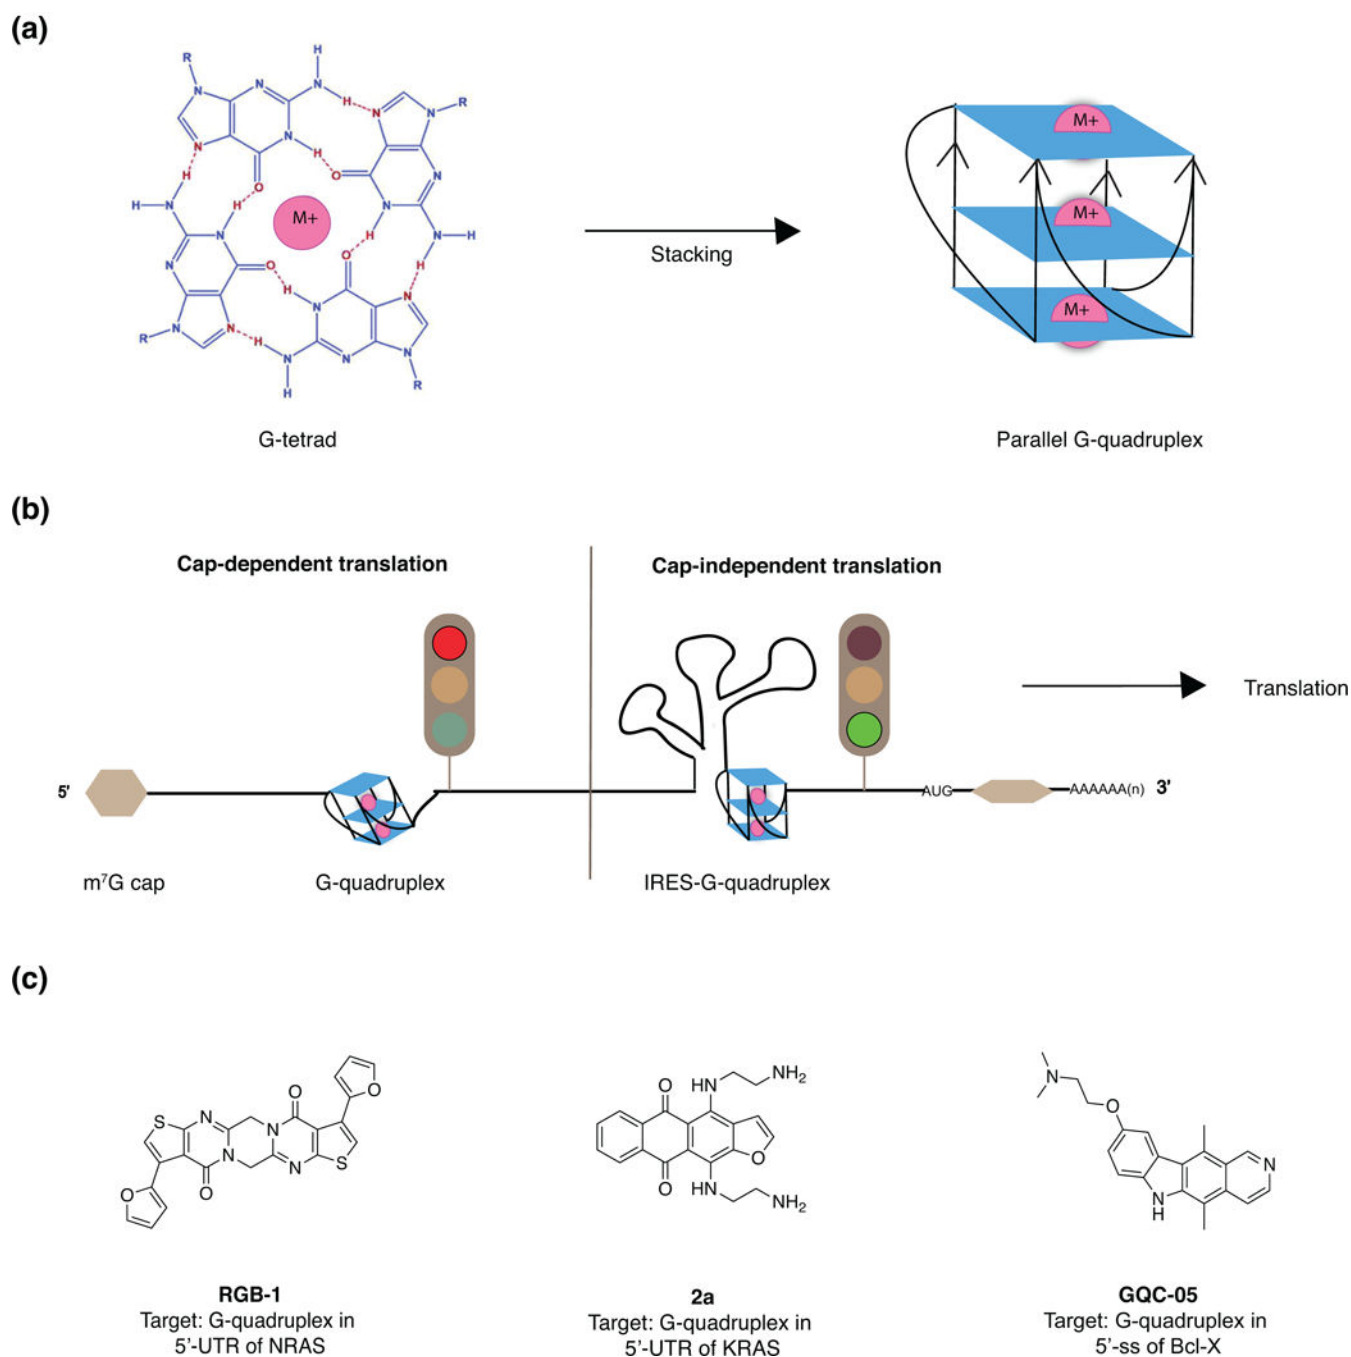 (a)
R
N
N
N
H
N
H
N
R
N
N
H
H
O
O
N
N
H
H
N
N
H
M+
N
H
N
H
N
O
O
H
H
N
N
N
H
N
R
N
H
N
N
N
H
R
G-tetrad
Stacking
M+
M+
M+
Parallel G-quadruplex
(b)
Cap-dependent translation
Cap-independent translation
Translation
5'
AUG
AAAAAA(n) 3'
m⁷G cap
G-quadruplex
IRES-G-quadruplex
(c)
O
O
S
N
N
N
N
S
O
O
O
HN
NH₂
O
O
HN
NH₂
N
O
N
N
H
RGB-1
Target: G-quadruplex in
5'-UTR of NRAS
2a
Target: G-quadruplex in
5'-UTR of KRAS
GQC-05
Target: G-quadruplex in
5'-ss of Bcl-X